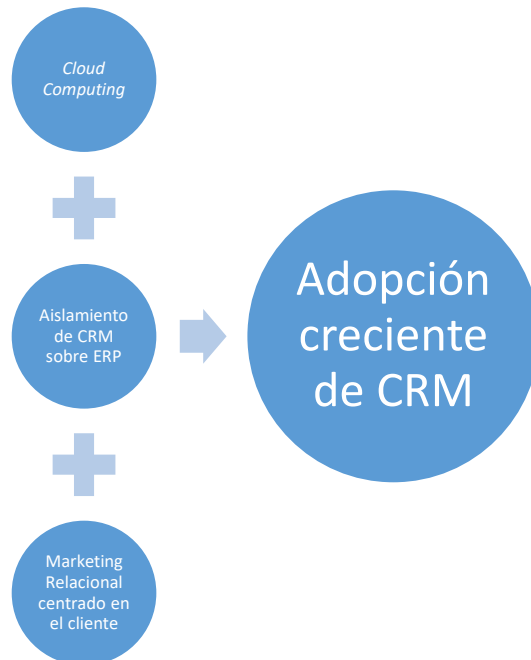 Cloud
Computing
Aislamiento
de CRM
sobre ERP
Marketing
Relacional
centrado en
el cliente
Adopción
creciente
de CRM